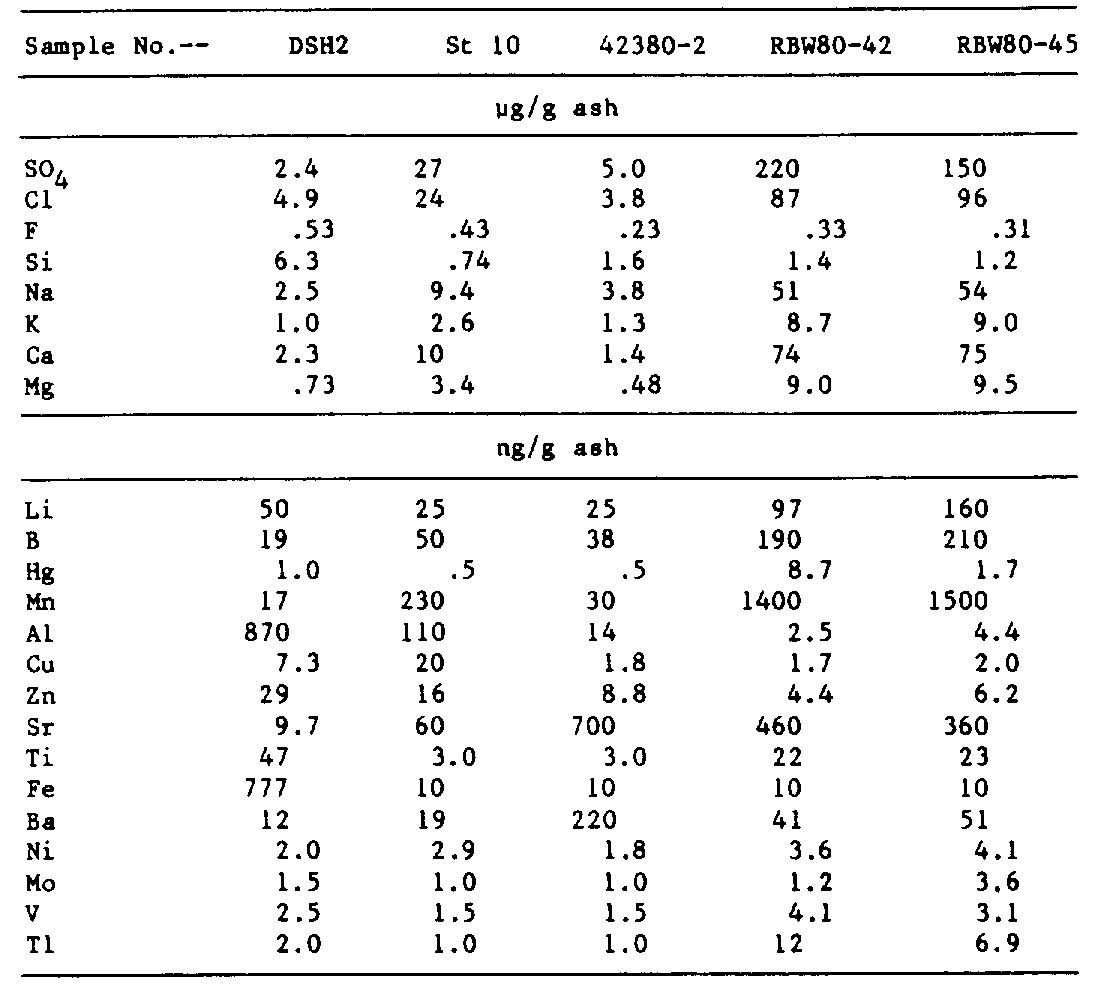 Sample No.-- DSH2 St 10 42380-2 RBW80-42 RBW80-45
µg/g ash
SO4 2.4 27 5.0 220 150
Cl 4.9 24 3.8 87 96
F .53 .43 .23 .33 .31
Si 6.3 .74 1.6 1.4 1.2
Na 2.5 9.4 3.8 51 54
K 1.0 2.6 1.3 8.7 9.0
Ca 2.3 10 1.4 74 75
Mg .73 3.4 .48 9.0 9.5
ng/g ash
Li 50 25 25 97 160
B 19 50 38 190 210
Hg 1.0 .5 .5 8.7 1.7
Mn 17 230 30 1400 1500
Al 870 110 14 2.5 4.4
Cu 7.3 20 1.8 1.7 2.0
Zn 29 16 8.8 4.4 6.2
Sr 9.7 60 700 460 360
Ti 47 3.0 3.0 22 23
Fe 777 10 10 10 10
Ba 12 19 220 41 51
Ni 2.0 2.9 1.8 3.6 4.1
Mo 1.5 1.0 1.0 1.2 3.6
V 2.5 1.5 1.5 4.1 3.1
Tl 2.0 1.0 1.0 12 6.9